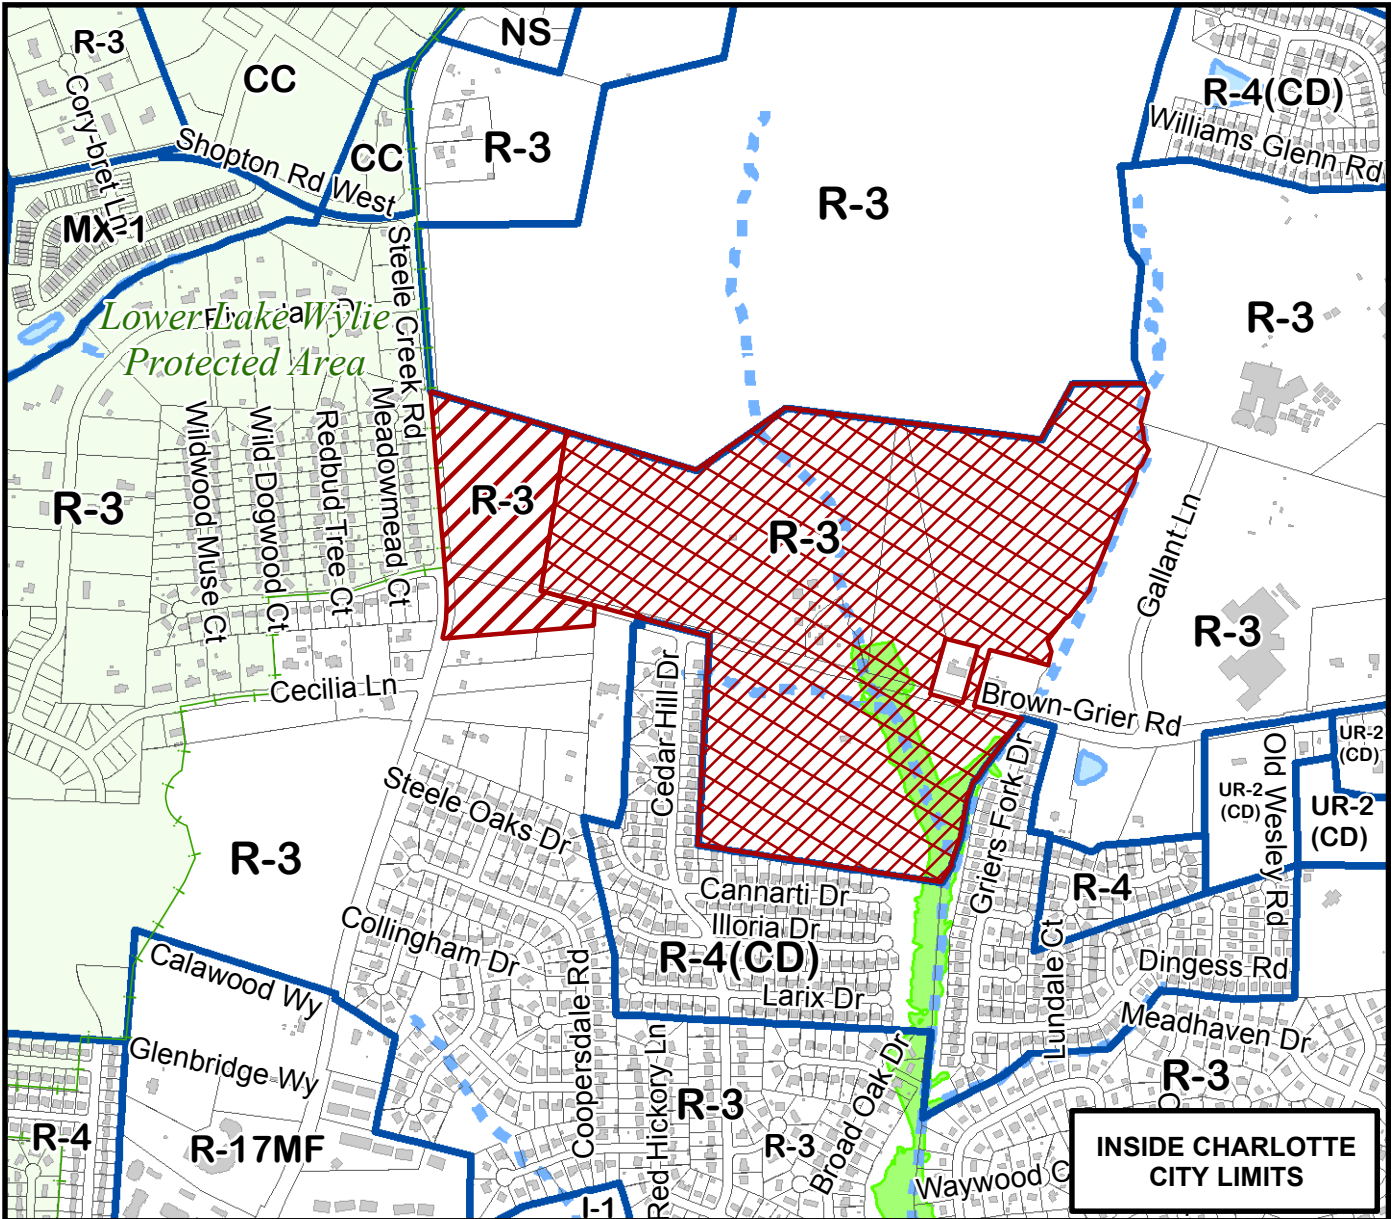 NS
R-3
CC
R-4(CD)
Williams Glenn Rd
Cory-bret Ln
Shopton Rd West
CC
R-3
R-3
MX-1
Steele Creek Rd
Lower Lake Wylie
Protected Area
R-3
Meadowmead Ct
Wildwood Muse Ct
Wild Dogwood Ct
Redbud Tree Ct
R-3
R-3
R-3
Gallant Ln
R-3
Cecilia Ln
Cedar Hill Dr
Brown-Grier Rd
Old Wesley Rd
UR-2
(CD)
UR-2
(CD)
UR-2
(CD)
Steele Oaks Dr
Griers Fork Dr
R-3
R-4
Cannarti Dr
Illoria Dr
R-4(CD)
Larix Dr
Collingham Dr
Calawood Wy
Coopersdale Rd
Lundale Ct
Dingess Rd
Meadhaven Dr
Glenbridge Wy
Red Hickory Ln
Broad Oak Dr
R-3
R-3
R-3
R-4
R-17MF
I-1
Waywood C
INSIDE CHARLOTTE
CITY LIMITS